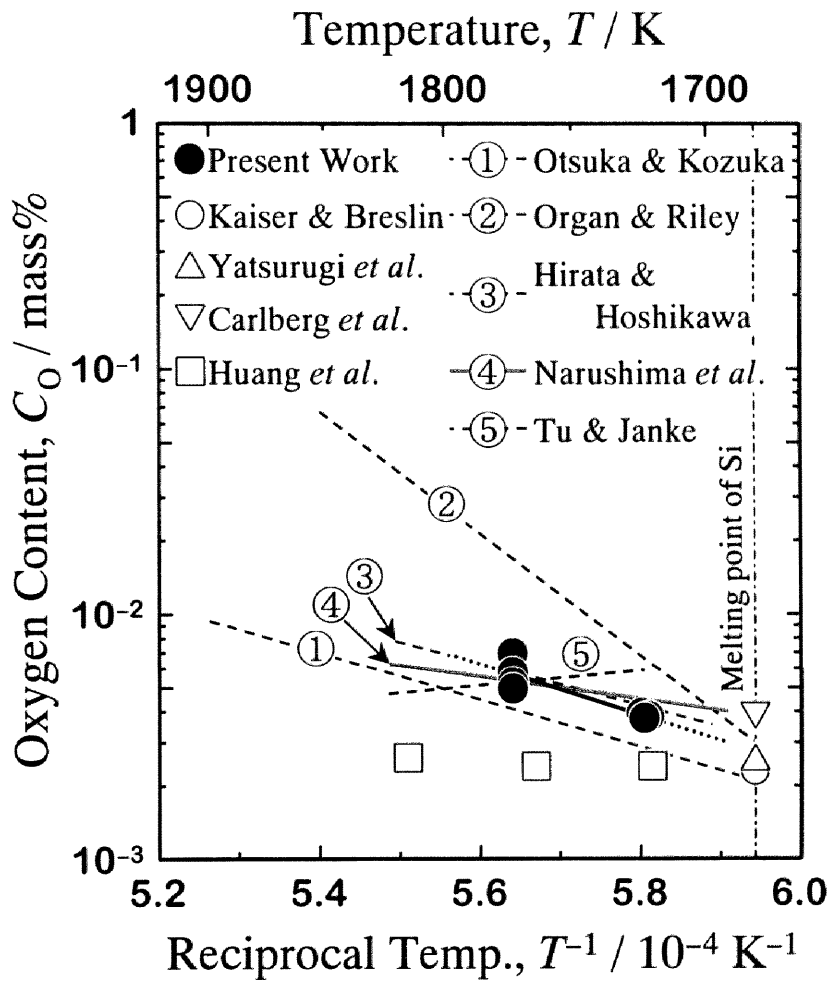 Temperature, T / K
1900 1800 1700
1
10⁻¹
10⁻²
10⁻³
Oxygen Content, C_O / mass%
Present Work
Kaiser & Breslin
Yatsurugi et al.
Carlberg et al.
Huang et al.
① Otsuka & Kozuka
② Organ & Riley
③ Hirata &
Hoshikawa
④ Narushima et al.
⑤ Tu & Janke
Melting point of Si
②
③
④
①
⑤
5.2 5.4 5.6 5.8 6.0
Reciprocal Temp., T⁻¹ / 10⁻⁴ K⁻¹